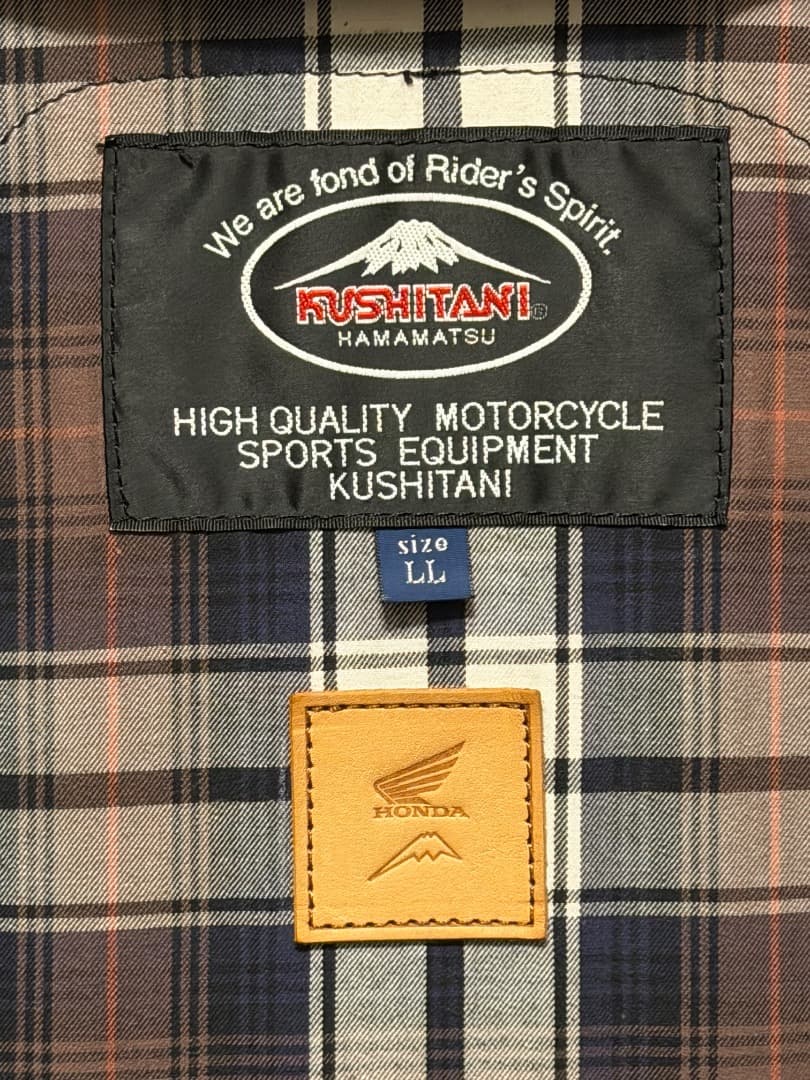 We are fond of Rider's Spirit.
KUSHITANI®
HAMAMATSU
HIGH QUALITY MOTORCYCLE
SPORTS EQUIPMENT
KUSHITANI
size
LL
HONDA